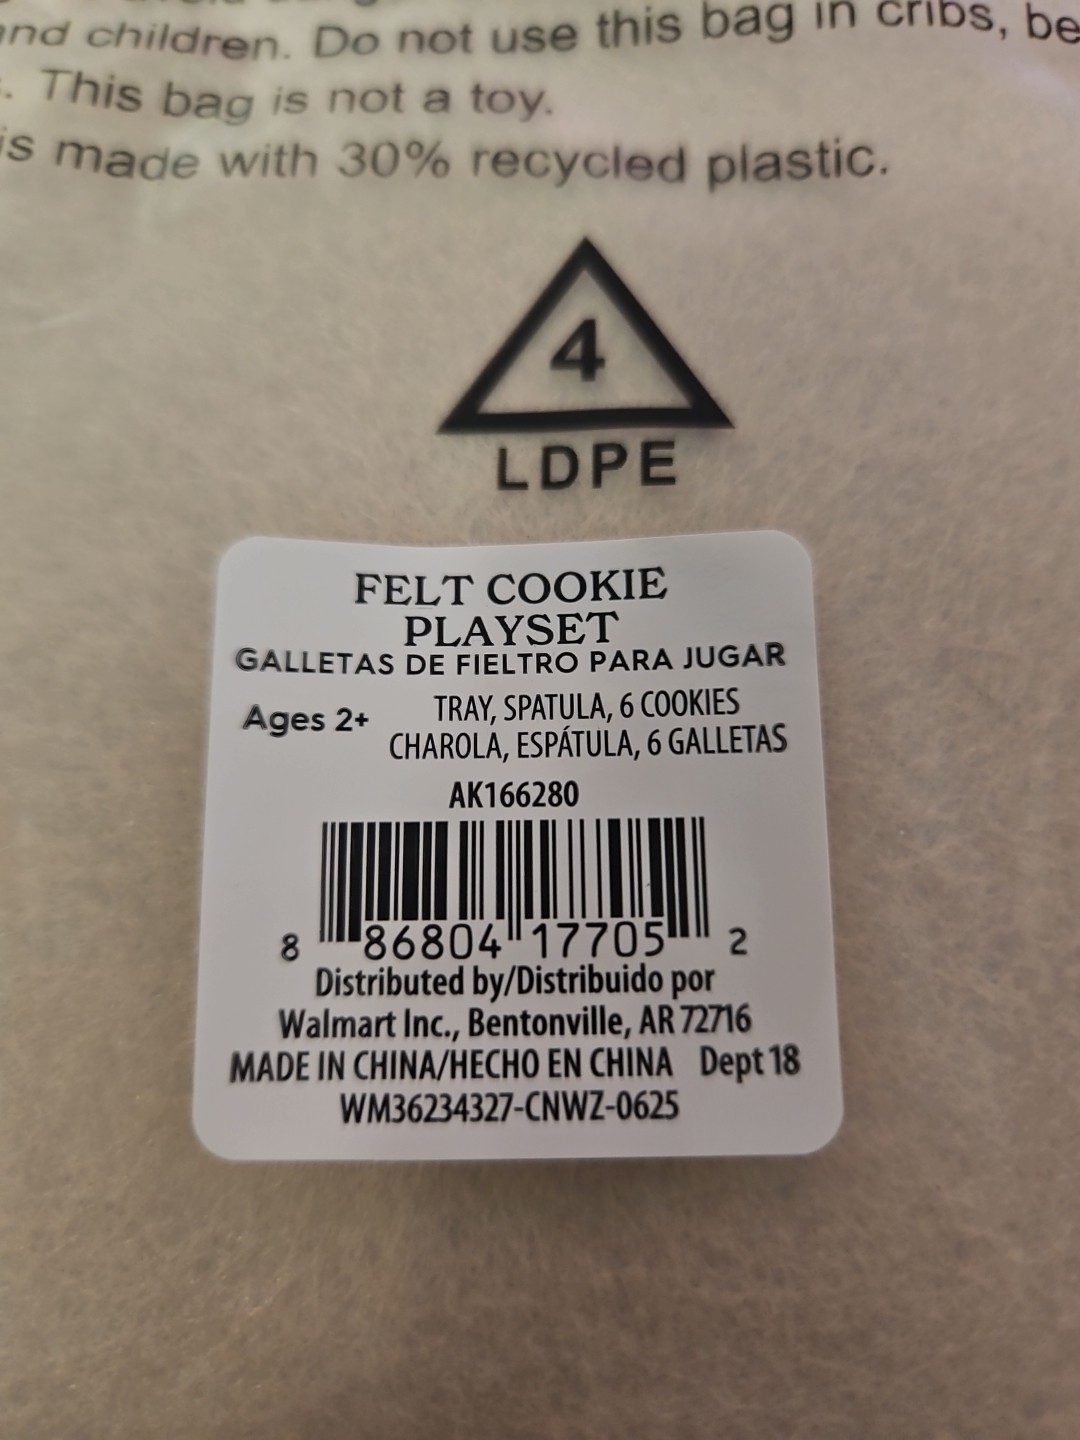 and children. Do not use this bag in cribs,
. This bag is not a toy.
is made with 30% recycled plastic.
4
LDPE
FELT COOKIE
PLAYSET
GALLETAS DE FIELTRO PARA JUGAR
Ages 2+
TRAY, SPATULA, 6 COOKIES
CHAROLA, ESPÁTULA, 6 GALLETAS
AK166280
8 86804 17705 2
Distributed by/Distribuido por
Walmart Inc., Bentonville, AR 72716
MADE IN CHINA/HECHO EN CHINA Dept 18
WM36234327-CNWZ-0625